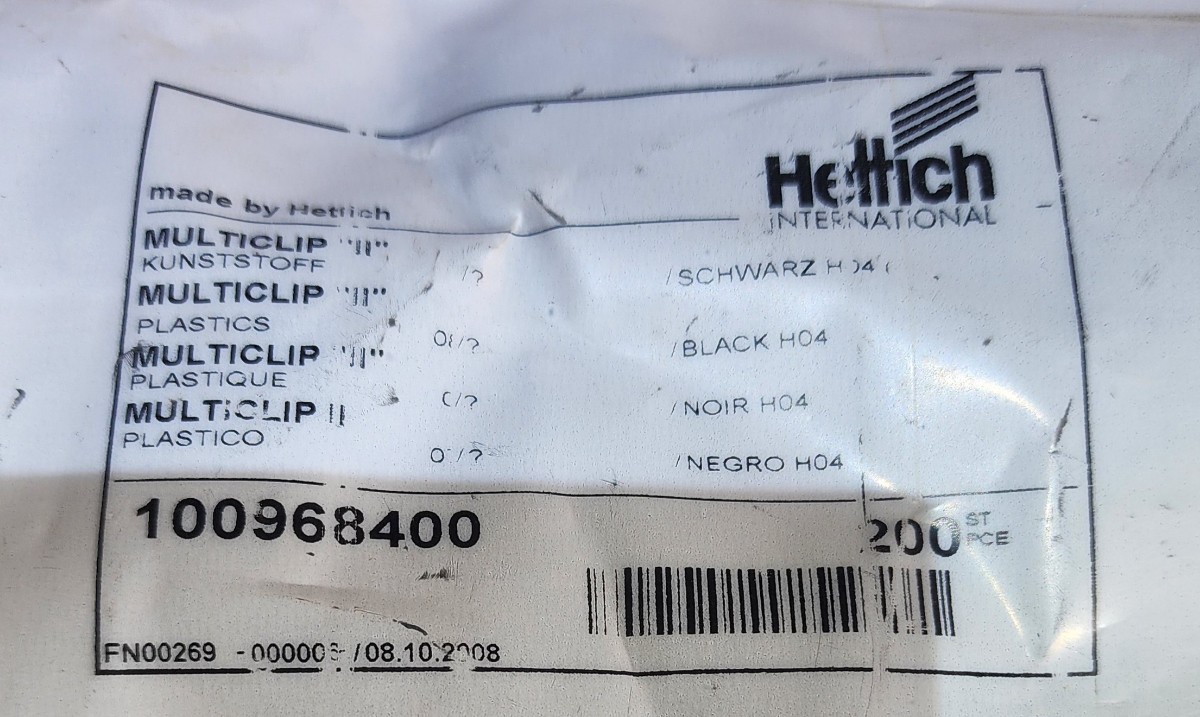 Hettich
INTERNATIONAL
made by Hettich
MULTICLIP "II"
KUNSTSTOFF /? /SCHWARZ H04
MULTICLIP "II"
PLASTICS /? /BLACK H04
MULTICLIP "II"
PLASTIQUE /? /NOIR H04
MULTICLIP II
PLASTICO /? /NEGRO H04
100968400 200 ST
PCE
FN00269 /08.10.2008